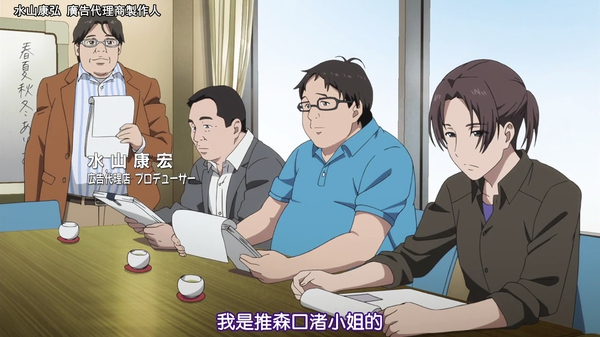 水山康弘 廣告代理商製作人
春夏秋冬あ
水山康宏
広告代理店 プロデューサー
我是推森口渚小姐的